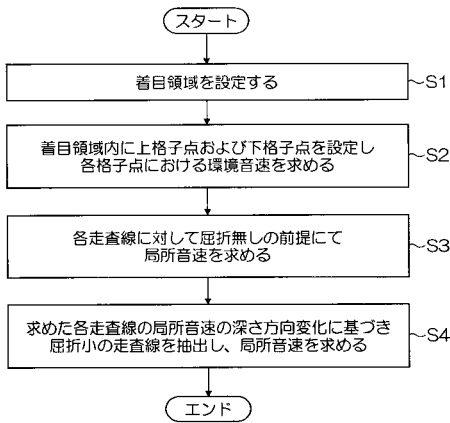 スタート
着目領域を設定する
~S1
着目領域内に上格子点および下格子点を設定し
各格子点における環境音速を求める
~S2
各走査線に対して屈折無しの前提にて
局所音速を求める
~S3
求めた各走査線の局所音速の深さ方向変化に基づき
屈折小の走査線を抽出し、局所音速を求める
~S4
エンド